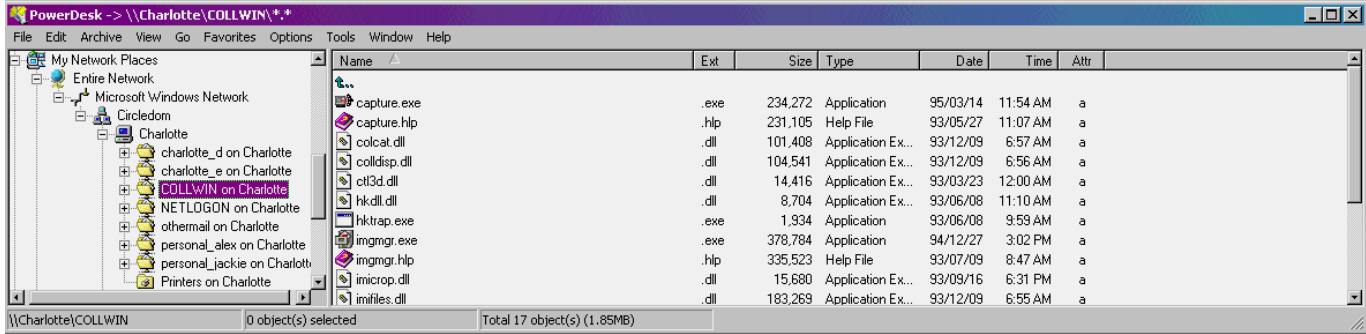 PowerDesk -> \\Charlotte\COLLWIN\*.*
File Edit Archive View Go Favorites Options Tools Window Help
My Network Places
Entire Network
Microsoft Windows Network
Circledom
Charlotte
charlotte_d on Charlotte
charlotte_e on Charlotte
COLLWIN on Charlotte
NETLOGON on Charlotte
othermail on Charlotte
personal_alex on Charlotte
personal_jackie on Charlott
Printers on Charlotte
Name Ext Size Type Date Time Attr
..
capture.exe .exe 234,272 Application 95/03/14 11:54 AM a
capture.hlp .hlp 231,105 Help File 93/05/27 11:07 AM a
colcat.dll .dll 101,408 Application Ex... 93/12/09 6:57 AM a
colldisp.dll .dll 104,541 Application Ex... 93/12/09 6:56 AM a
ctl3d.dll .dll 14,416 Application Ex... 93/03/23 12:00 AM a
hkdll.dll .dll 8,704 Application Ex... 93/06/08 11:10 AM a
hktrap.exe .exe 1,934 Application 93/06/08 9:59 AM a
imgmgr.exe .exe 378,784 Application 94/12/27 3:02 PM a
imgmgr.hlp .hlp 335,523 Help File 93/07/09 8:47 AM a
imicrop.dll .dll 15,680 Application Ex... 93/09/16 6:31 PM a
imifiles.dll .dll 183,269 Application Ex... 93/12/09 6:55 AM a
\\Charlotte\COLLWIN 0 object(s) selected Total 17 object(s) (1.85MB)